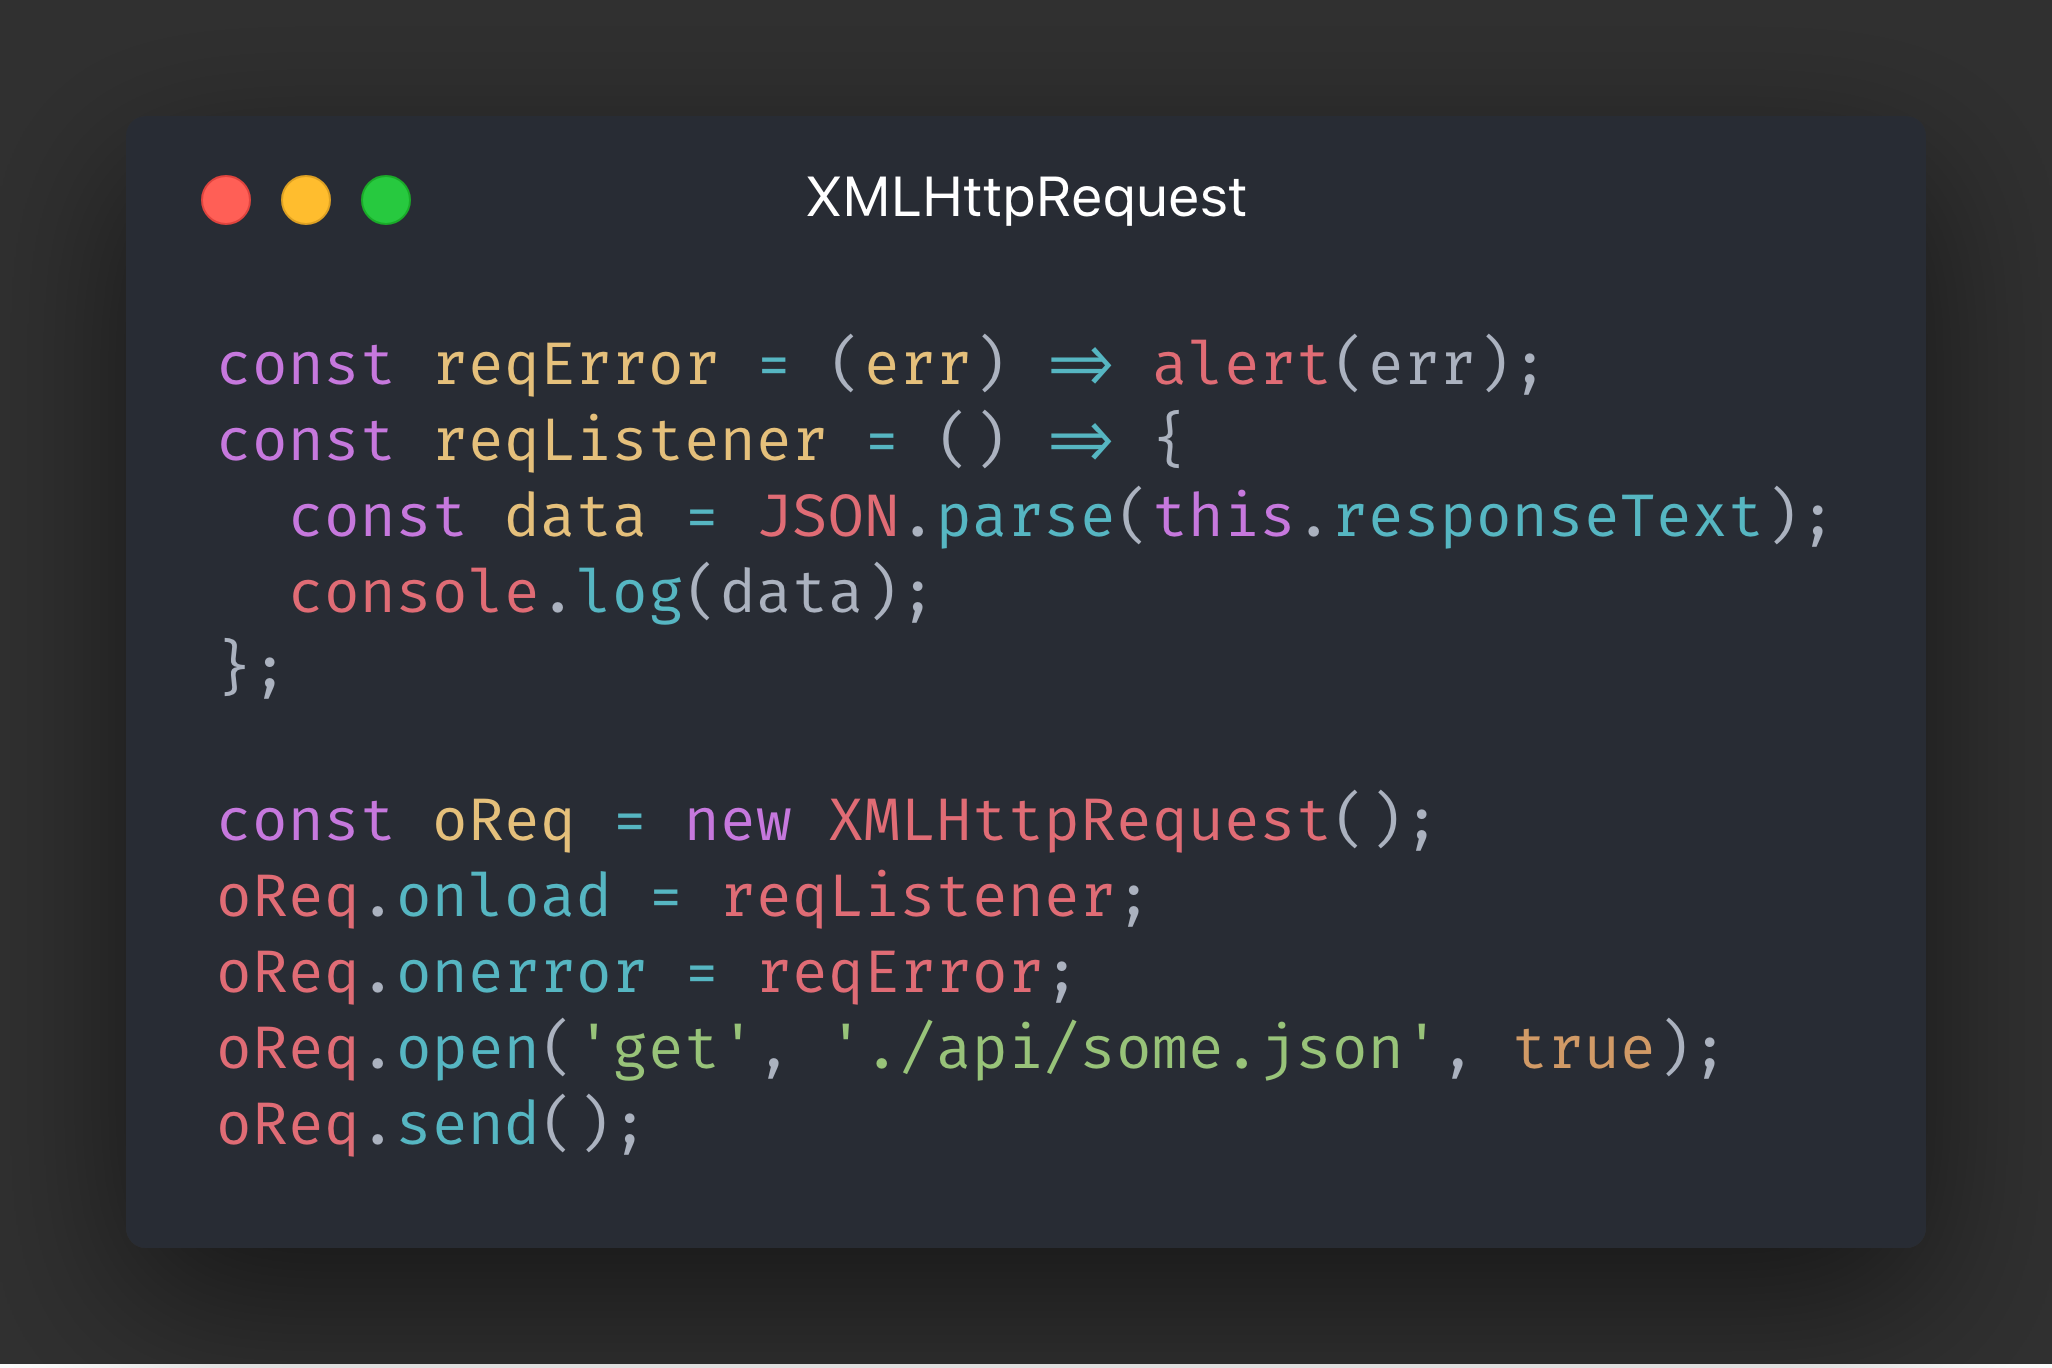 XMLHttpRequest
const reqError = (err) => alert(err);
const reqListener = () => {
  const data = JSON.parse(this.responseText);
  console.log(data);
};
const oReq = new XMLHttpRequest();
oReq.onload = reqListener;
oReq.onerror = reqError;
oReq.open('get', './api/some.json', true);
oReq.send();